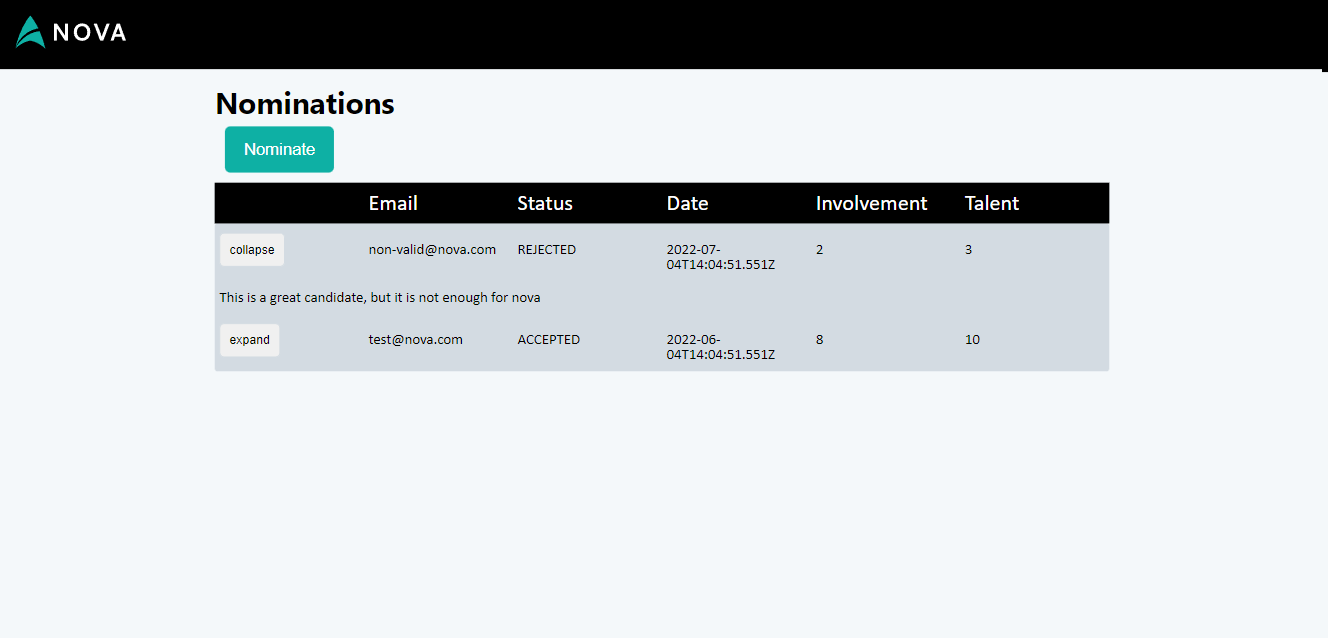 NOVA
Nominations
Nominate
Email Status Date Involvement Talent
collapse non-valid@nova.com REJECTED 2022-07- 2 3
04T14:04:51.551Z
This is a great candidate, but it is not enough for nova
expand test@nova.com ACCEPTED 2022-06- 8 10
04T14:04:51.551Z